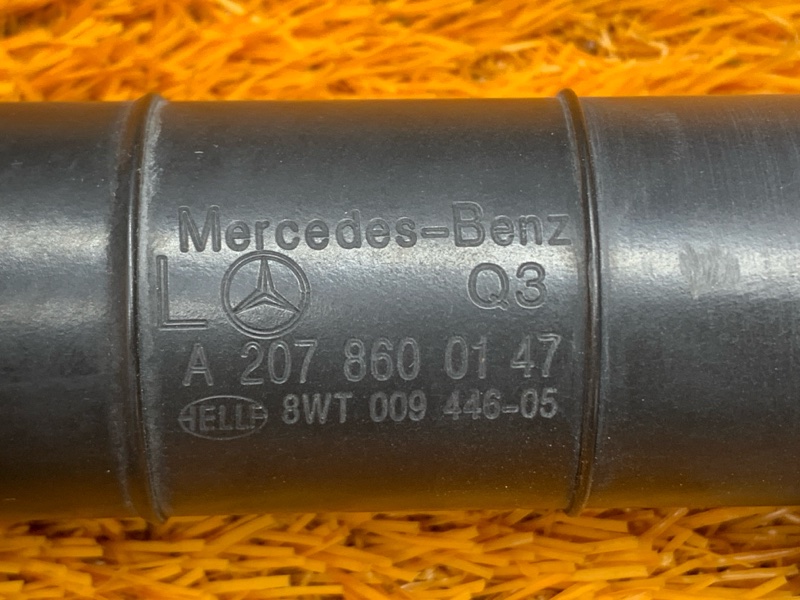 Mercedes-Benz
L Q3
A 207 860 01 47
HELLA 8WT 009 446-05